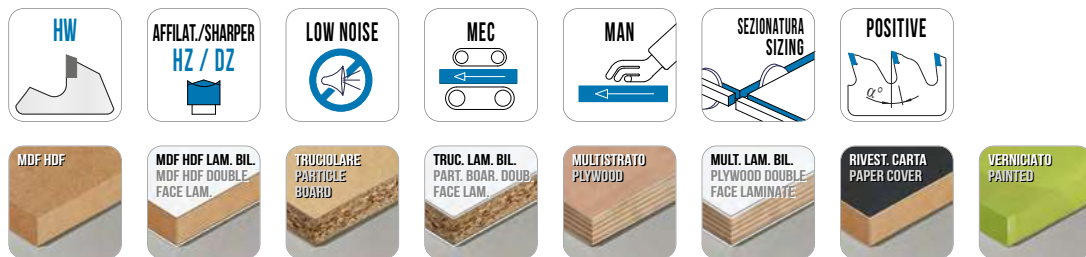 HW
AFFILAT./SHARPER
HZ / DZ
LOW NOISE
MEC
MAN
SEZIONATURA
SIZING
POSITIVE
α°
MDF HDF
MDF HDF LAM. BIL.
MDF HDF DOUBLE
FACE LAM.
TRUCIOLARE
PARTICLE
BOARD
TRUC. LAM. BIL.
PART. BOAR. DOUB.
FACE LAM.
MULTISTRATO
PLYWOOD
MULT. LAM. BIL.
PLYWOOD DOUBLE
FACE LAMINATE
RIVEST. CARTA
PAPER COVER
VERNICIATO
PAINTED